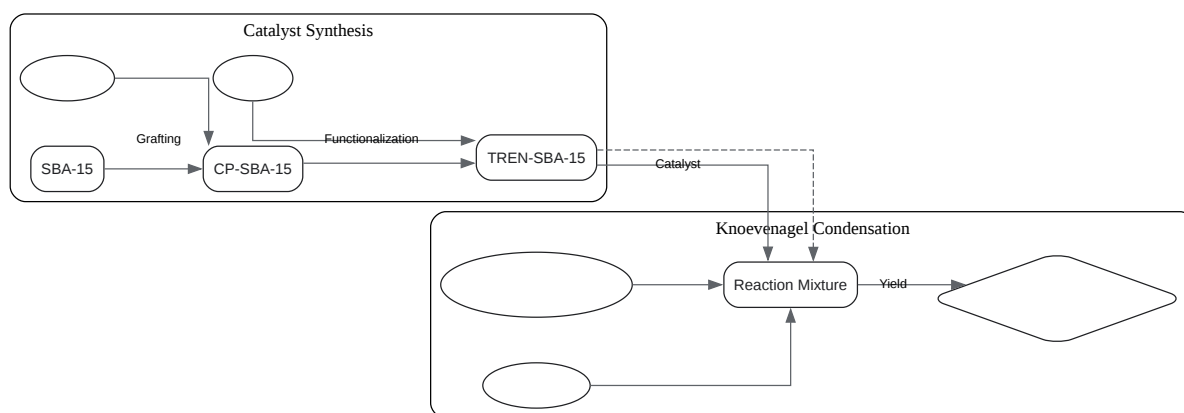 Catalyst Synthesis
Grafting
Functionalization
SBA-15
CP-SBA-15
TREN-SBA-15
Catalyst
Knoevenagel Condensation
Reaction Mixture
Yield